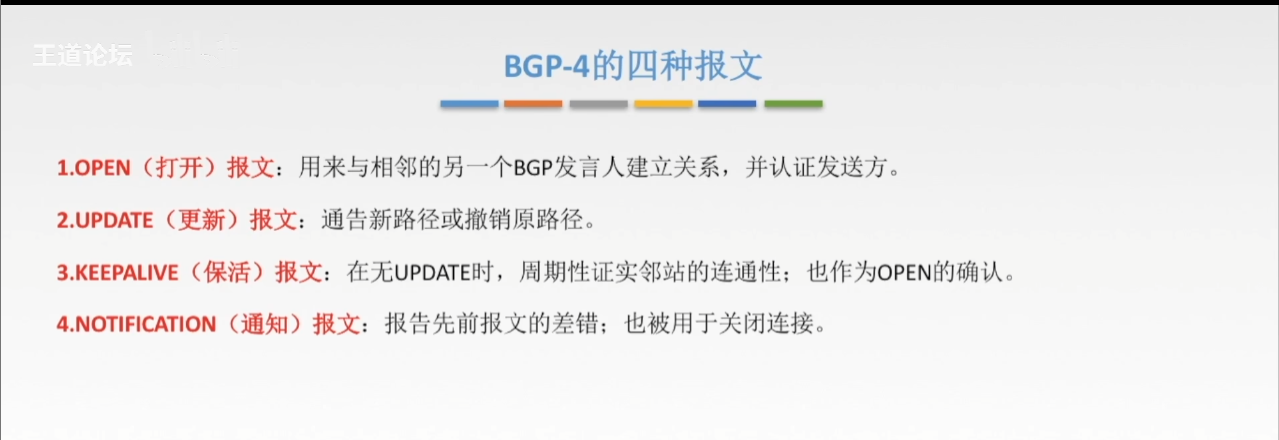 王道论坛
BGP-4的四种报文
1.OPEN（打开）报文：用来与相邻的另一个BGP发言人建立关系，并认证发送方。
2.UPDATE（更新）报文：通告新路径或撤销原路径。
3.KEEPALIVE（保活）报文：在无UPDATE时，周期性证实邻站的连通性；也作为OPEN的确认。
4.NOTIFICATION（通知）报文：报告先前报文的差错；也被用于关闭连接。